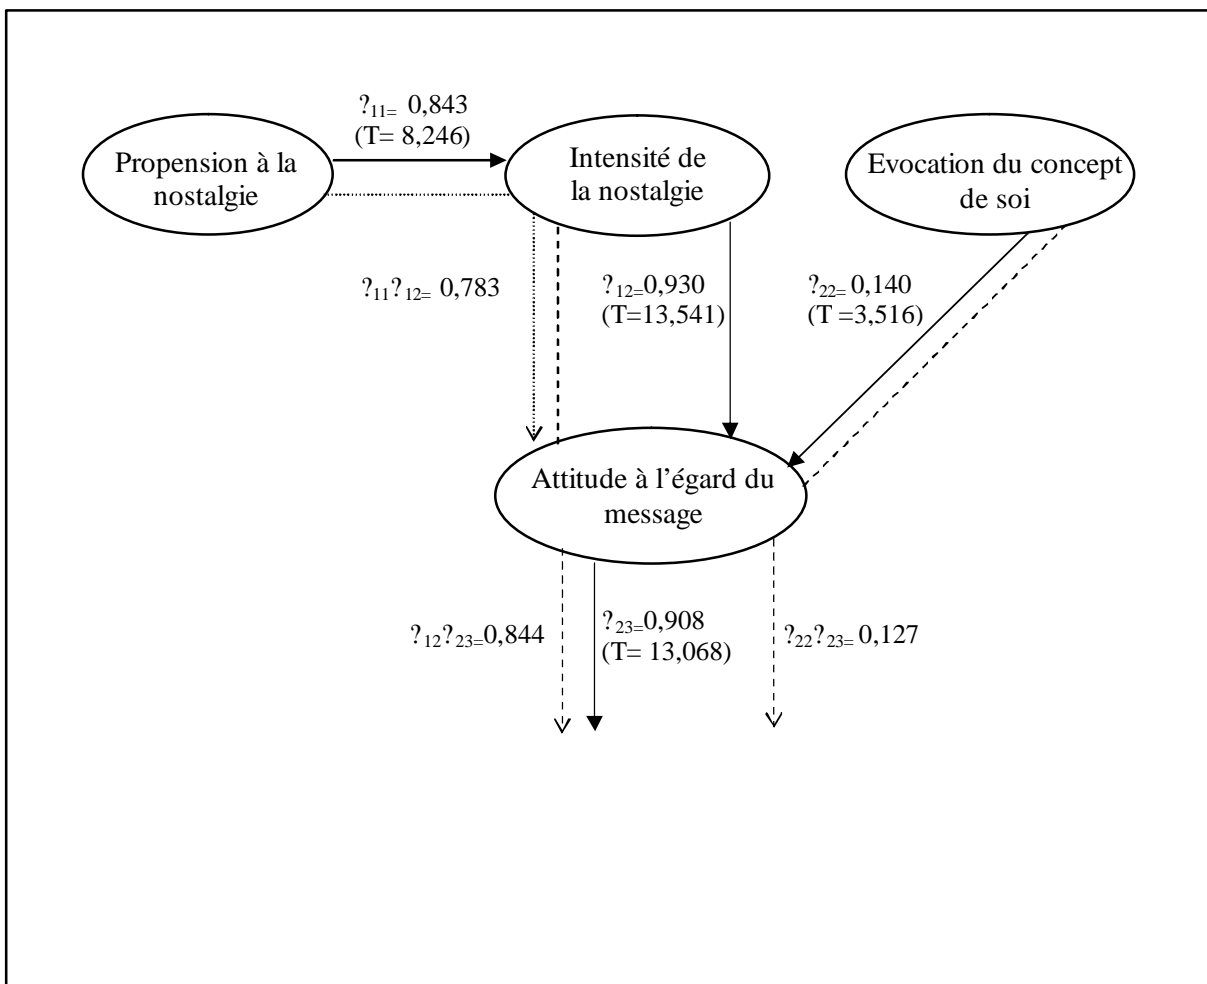 ?11= 0,843
(T= 8,246)
Propension à la
nostalgie
Intensité de
la nostalgie
Evocation du concept
de soi
?11?12= 0,783
?12=0,930
(T=13,541)
?22= 0,140
(T =3,516)
Attitude à l’égard du
message
?12?23=0,844
?23=0,908
(T= 13,068)
?22?23= 0,127